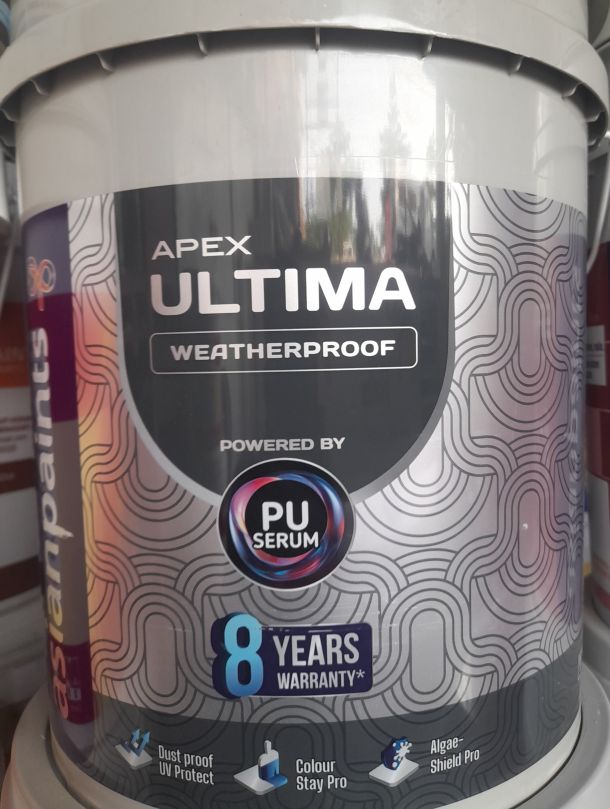 asianpaints
APEX
ULTIMA
WEATHERPROOF
POWERED BY
PU
SERUM
8 YEARS
WARRANTY*
Dust proof
UV Protect
Colour
Stay Pro
Algae-
Shield Pro